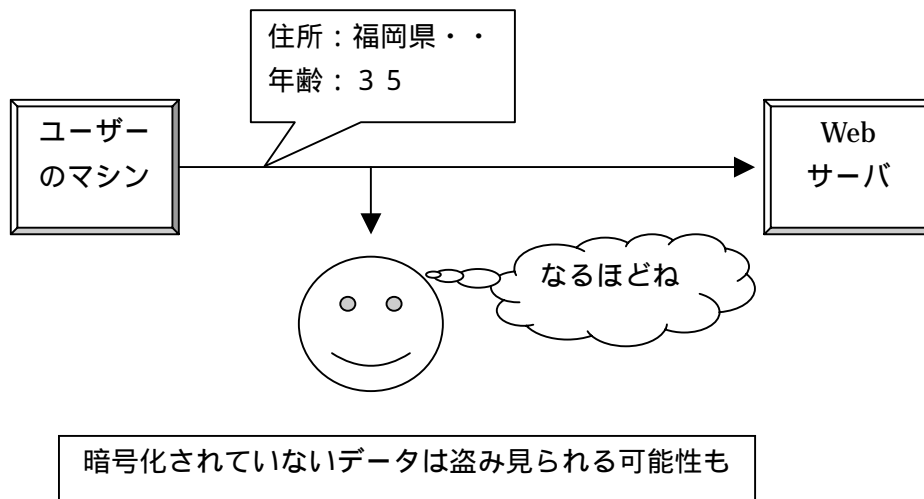 住所：福岡県・・
年齢：３５
ユーザー
のマシン
Web
サーバ
なるほどね
暗号化されていないデータは盗み見られる可能性も